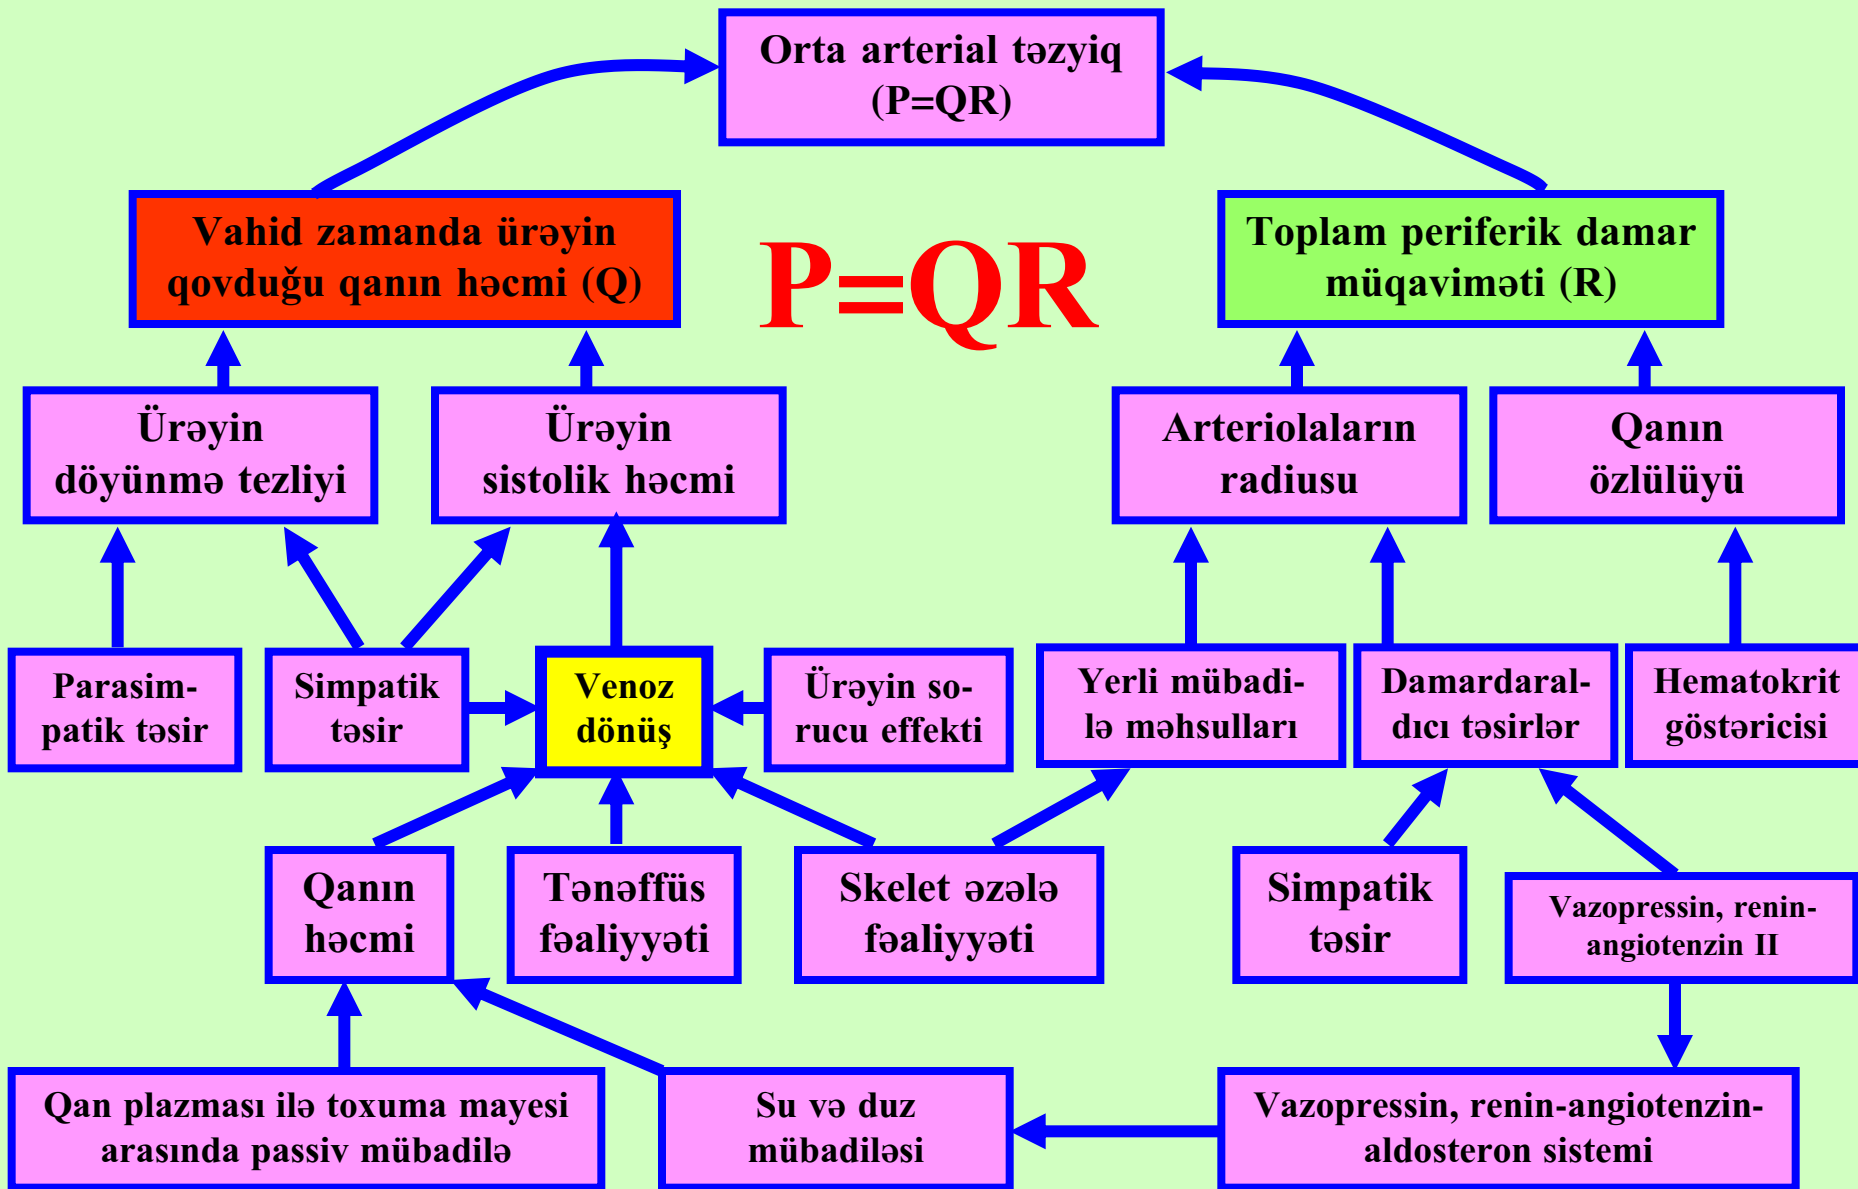 Orta arterial təzyiq
(P=QR)
Vahid zamanda ürəyin
qovduğu qanın həcmi (Q)
P=QR
Toplam periferik damar
müqaviməti (R)
Ürəyin
döyünmə tezliyi
Ürəyin
sistolik həcmi
Arteriolaların
radiusu
Qanın
özlülüyü
Parasim-
patik təsir
Simpatik
təsir
Venoz
dönüş
Ürəyin so-
rucu effekti
Yerli mübadi-
lə məhsulları
Damardaral-
dıcı təsirlər
Hematokrit
göstəricisi
Qanın
həcmi
Tənəffüs
fəaliyyəti
Skelet əzələ
fəaliyyəti
Simpatik
təsir
Vazopressin, renin-
angiotenzin II
Qan plazması ilə toxuma mayesi
arasında passiv mübadilə
Su və duz
mübadiləsi
Vazopressin, renin-angiotenzin-
aldosteron sistemi